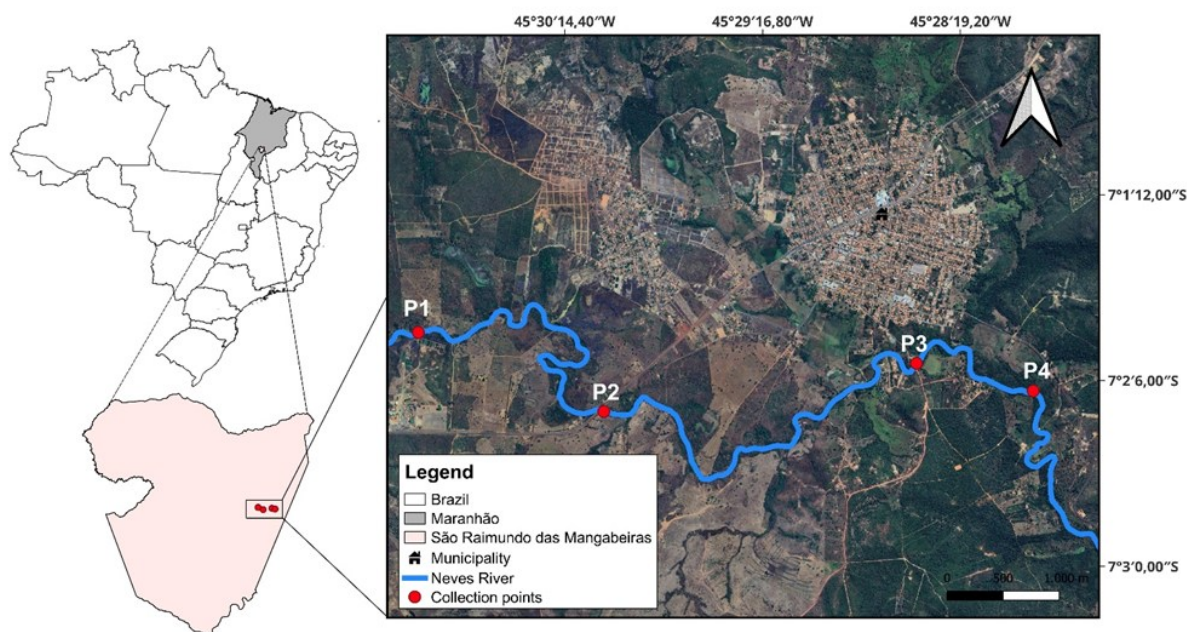 45°30′14,40″W 45°29′16,80″W 45°28′19,20″W
7°1′12,00″S
P1
P3
7°2′6,00″S
P4
P2
Legend
Brazil
Maranhão
São Raimundo das Mangabeiras
Municipality
Neves River
Collection points
7°3′0,00″S
0 500 1.000 m